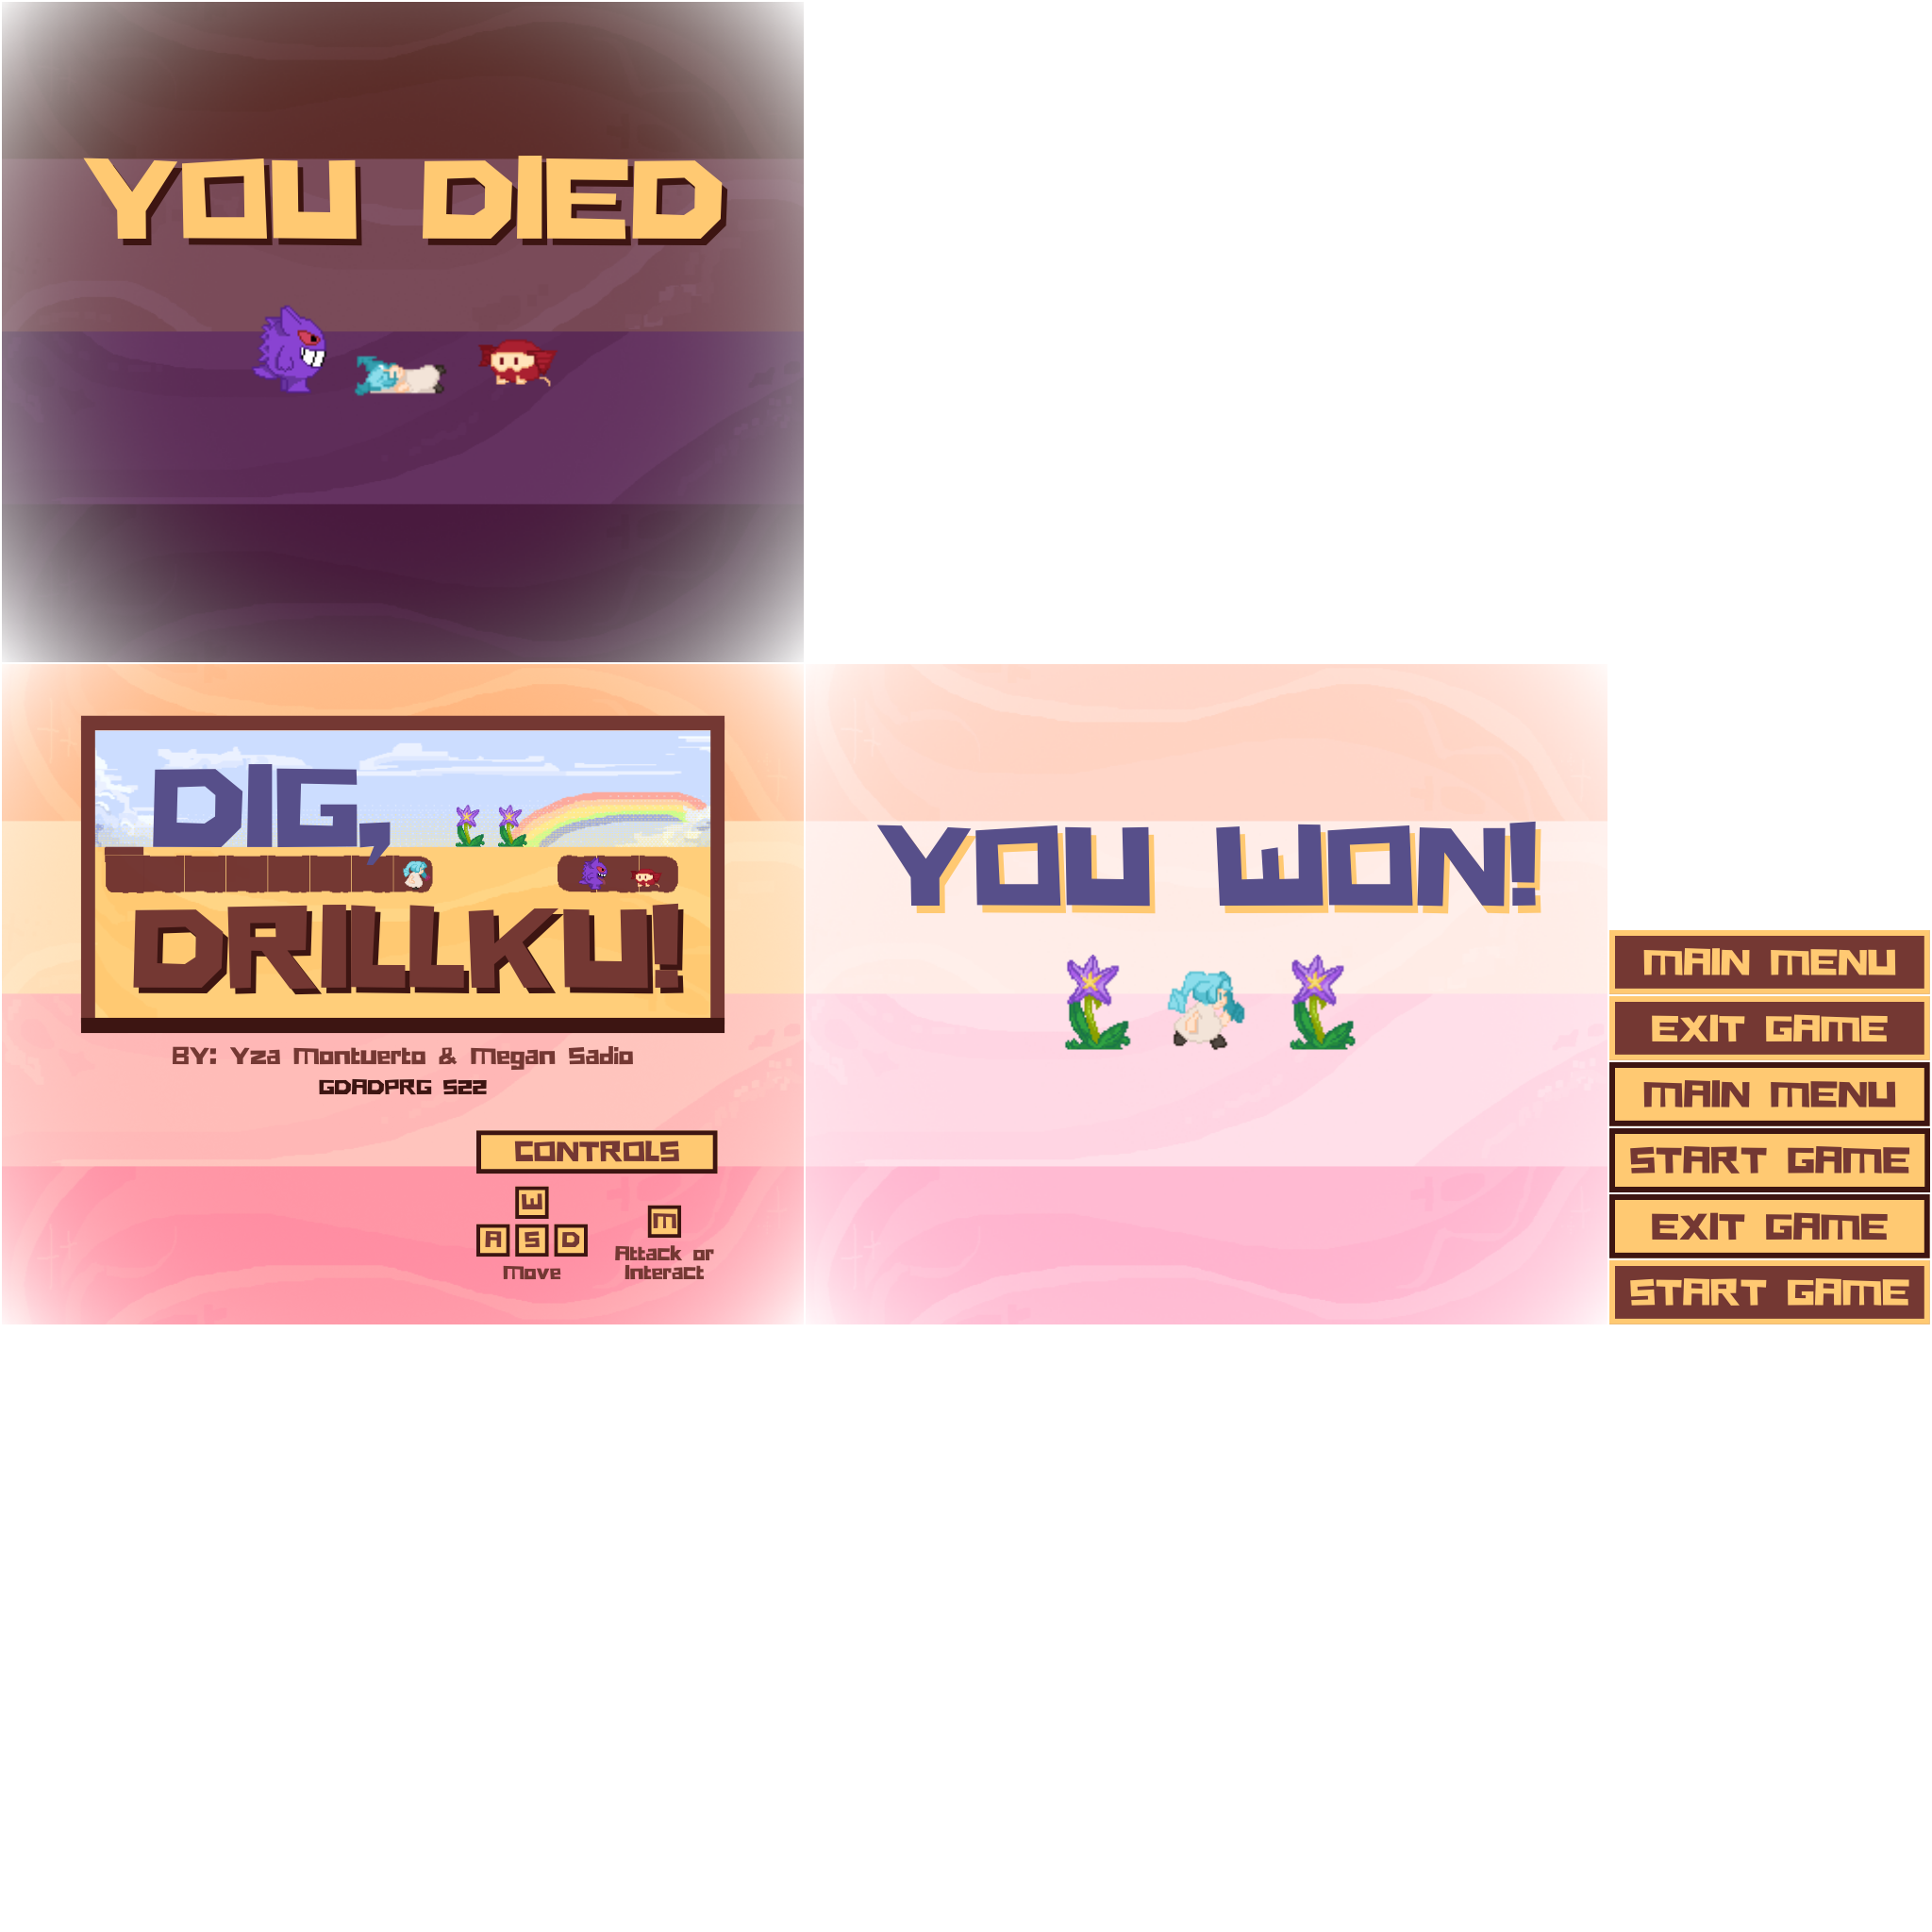 YOU DIED
DIG,
DRILLKU!
BY: Yza Montuerto & Megan Sadio
GDADPRG S22
CONTROLS
W
A S D
Move
M
Attack or
Interact
YOU WON!
MAIN MENU
EXIT GAME
MAIN MENU
START GAME
EXIT GAME
START GAME